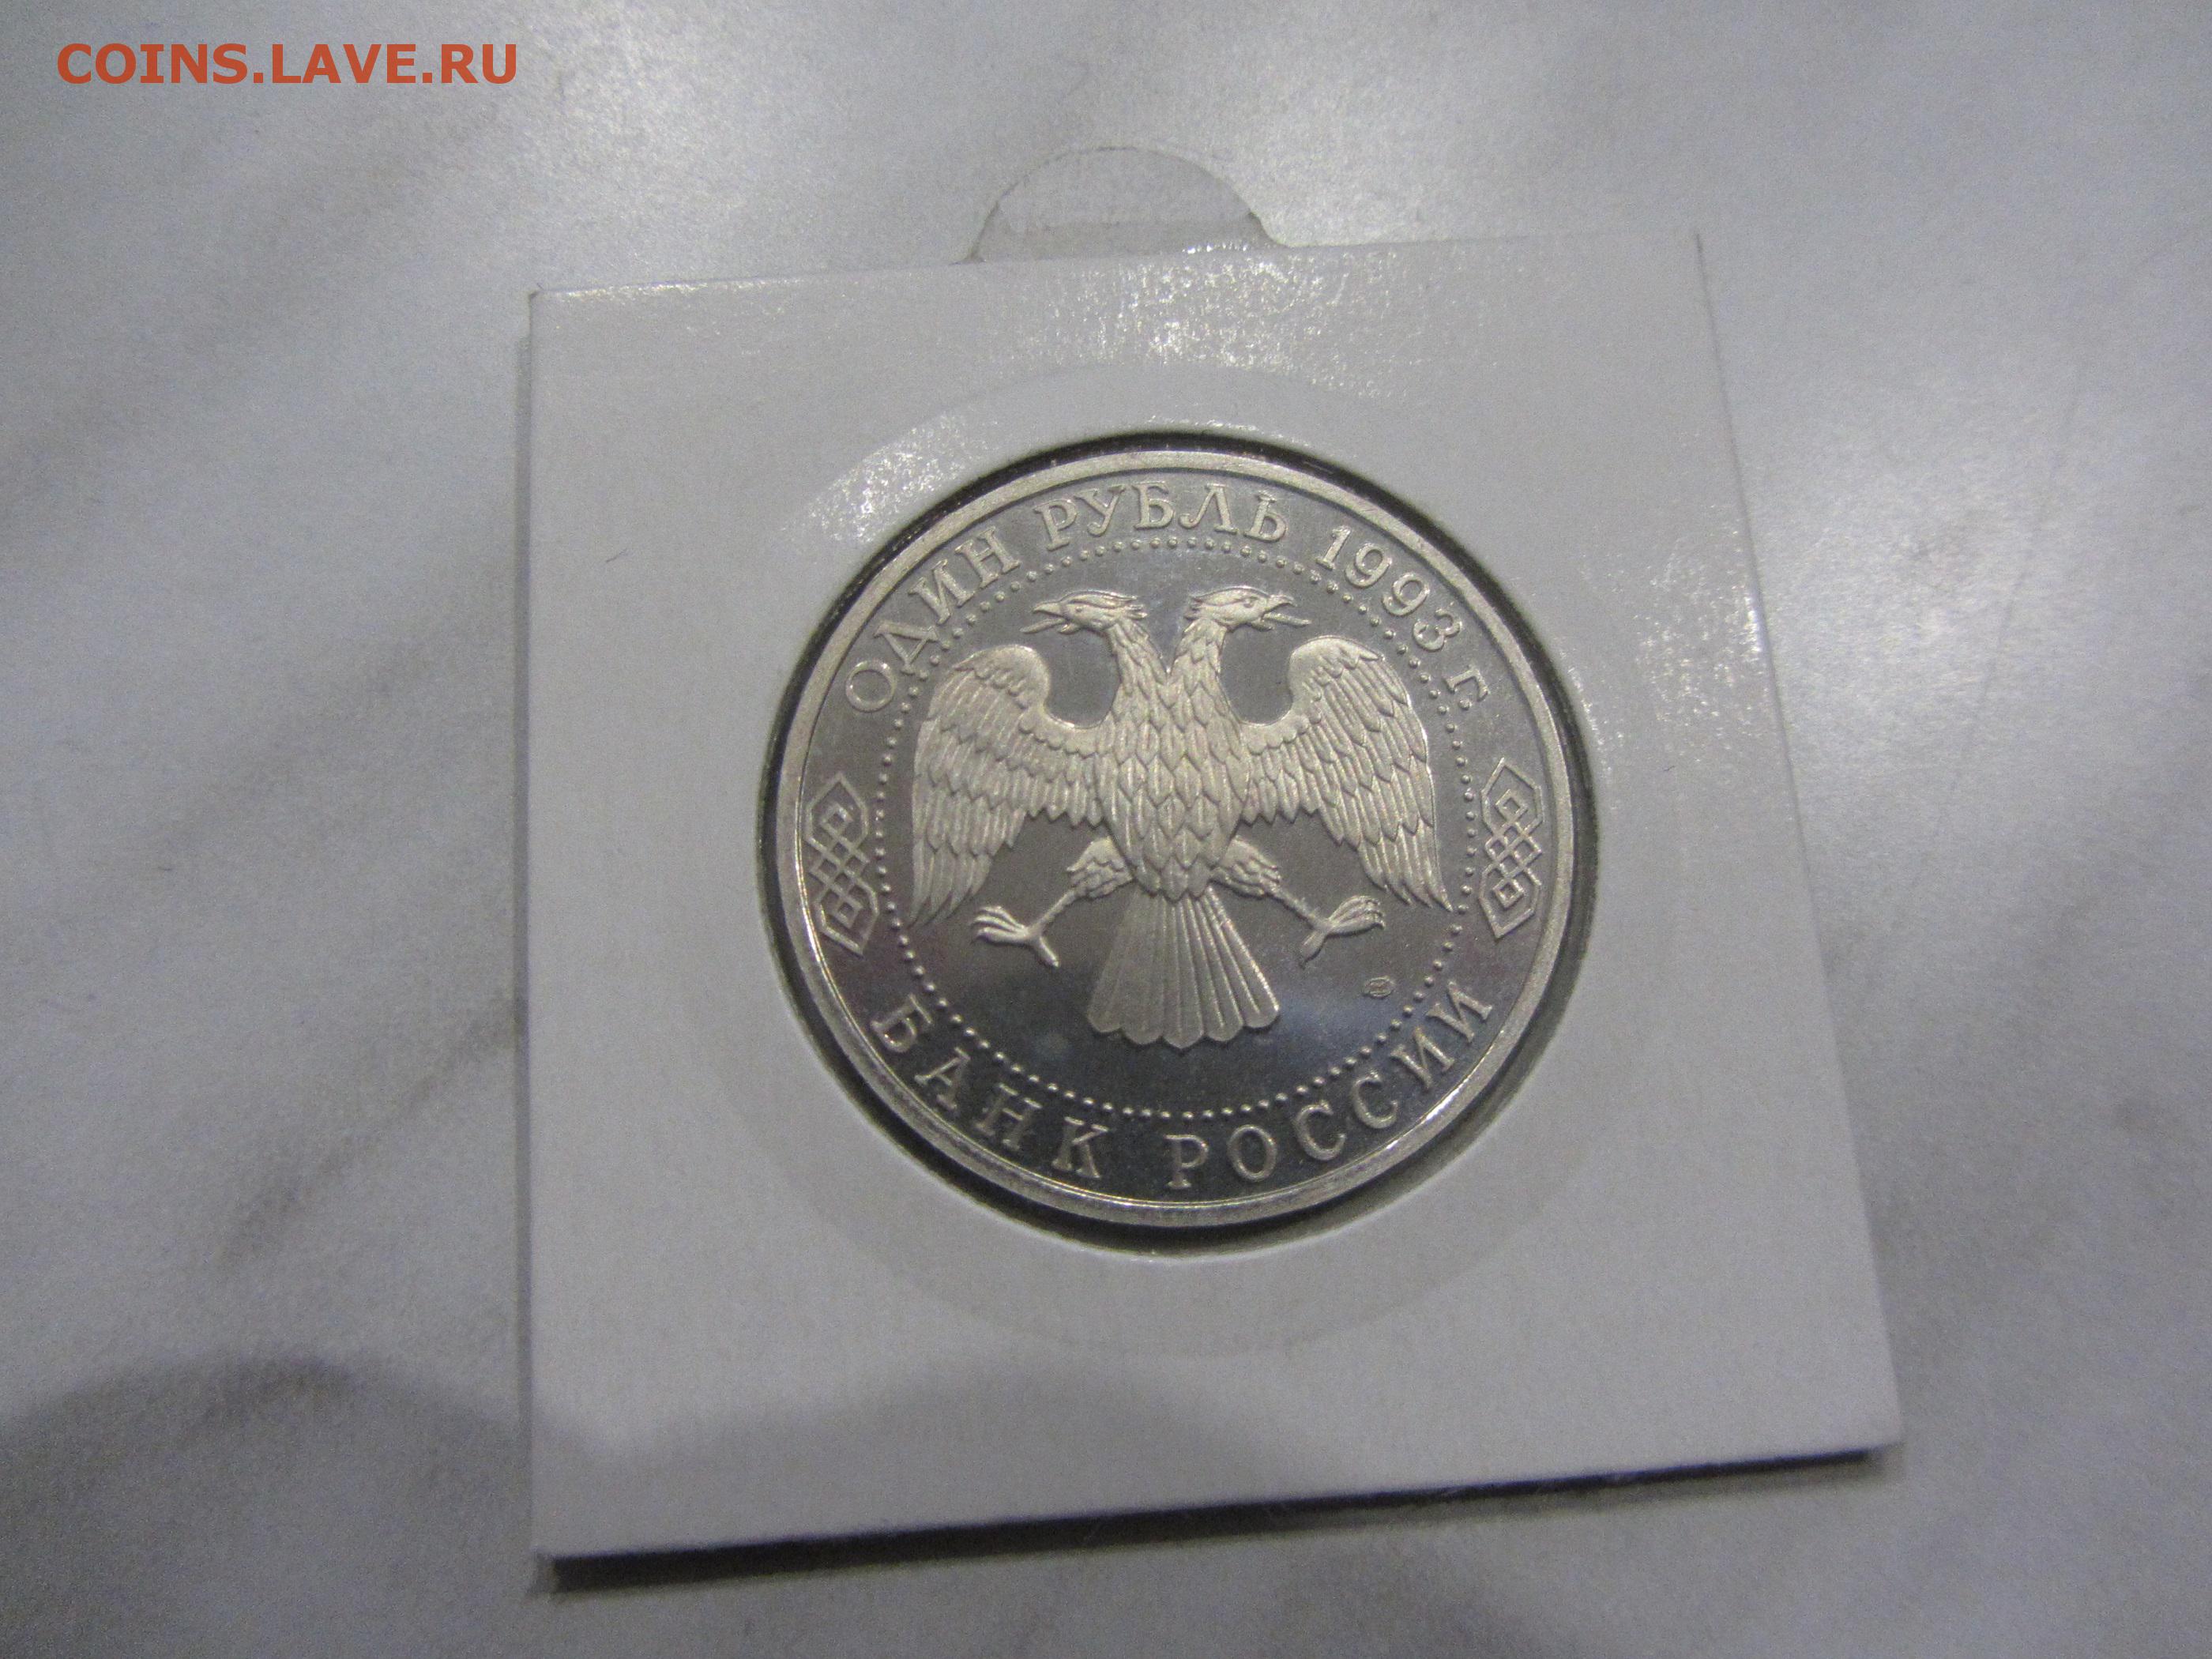 COINS.LAVE.RU
ОДИН РУБЛЬ 1993 г.
БАНК РОССИИ